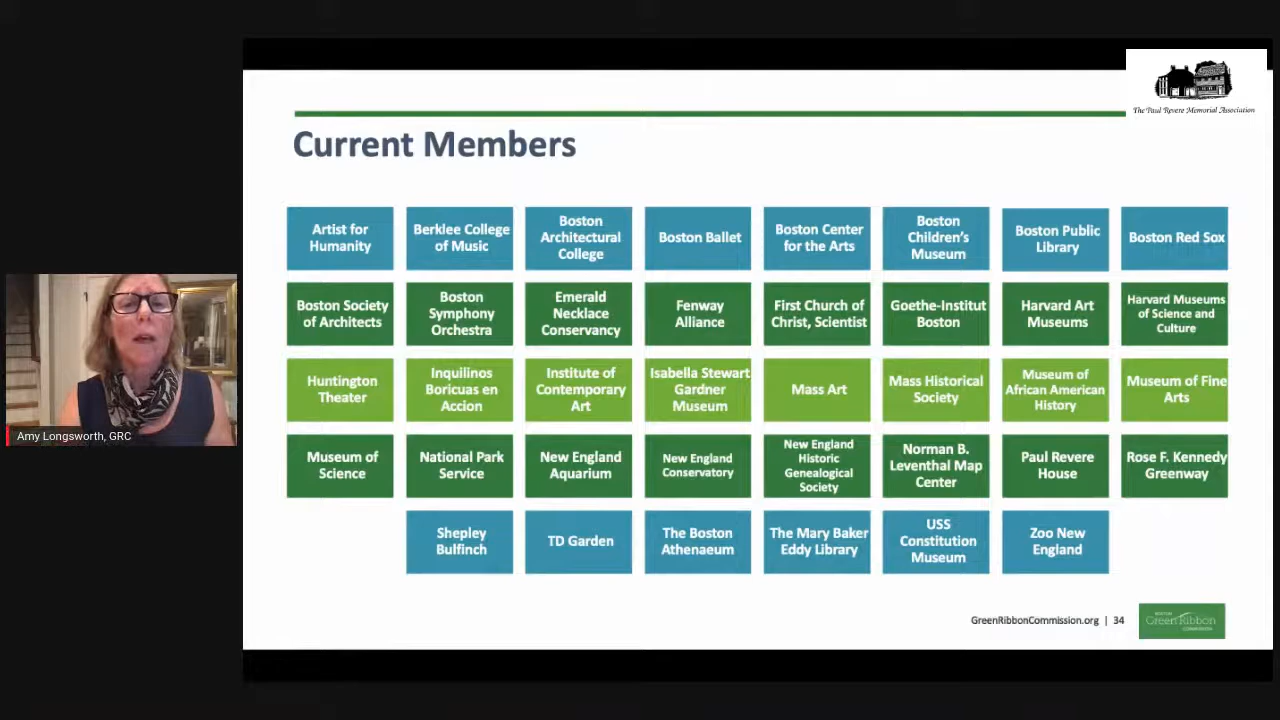 The Paul Revere Memorial Association
Current Members
Artist for
Humanity
Berklee College
of Music
Boston
Architectural
College
Boston Ballet
Boston Center
for the Arts
Boston
Children's
Museum
Boston Public
Library
Boston Red Sox
Boston Society
of Architects
Boston
Symphony
Orchestra
Emerald
Necklace
Conservancy
Fenway
Alliance
First Church of
Christ, Scientist
Goethe-Institut
Boston
Harvard Art
Museums
Harvard Museums
of Science and
Culture
Huntington
Theater
Inquilinos
Boricuas en
Accion
Institute of
Contemporary
Art
Isabella Stewart
Gardner
Museum
Mass Art
Mass Historical
Society
Museum of
African American
History
Museum of Fine
Arts
Museum of
Science
National Park
Service
New England
Aquarium
New England
Conservatory
New England
Historic
Genealogical
Society
Norman B.
Leventhal Map
Center
Paul Revere
House
Rose F. Kennedy
Greenway
Shepley
Bulfinch
TD Garden
The Boston
Athenaeum
The Mary Baker
Eddy Library
USS
Constitution
Museum
Zoo New
England
Amy Longsworth, GRC
GreenRibbonCommission.org | 34
BOSTON
Green Ribbon
COMMISSION